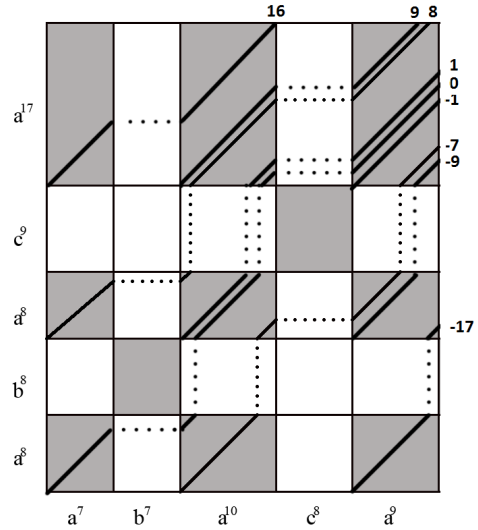 16 9 8
1
0
-1
-7
-9
-17
a¹⁷
c⁹
a⁸
b⁸
a⁸
a⁷ b⁷ a¹⁰ c⁸ a⁹